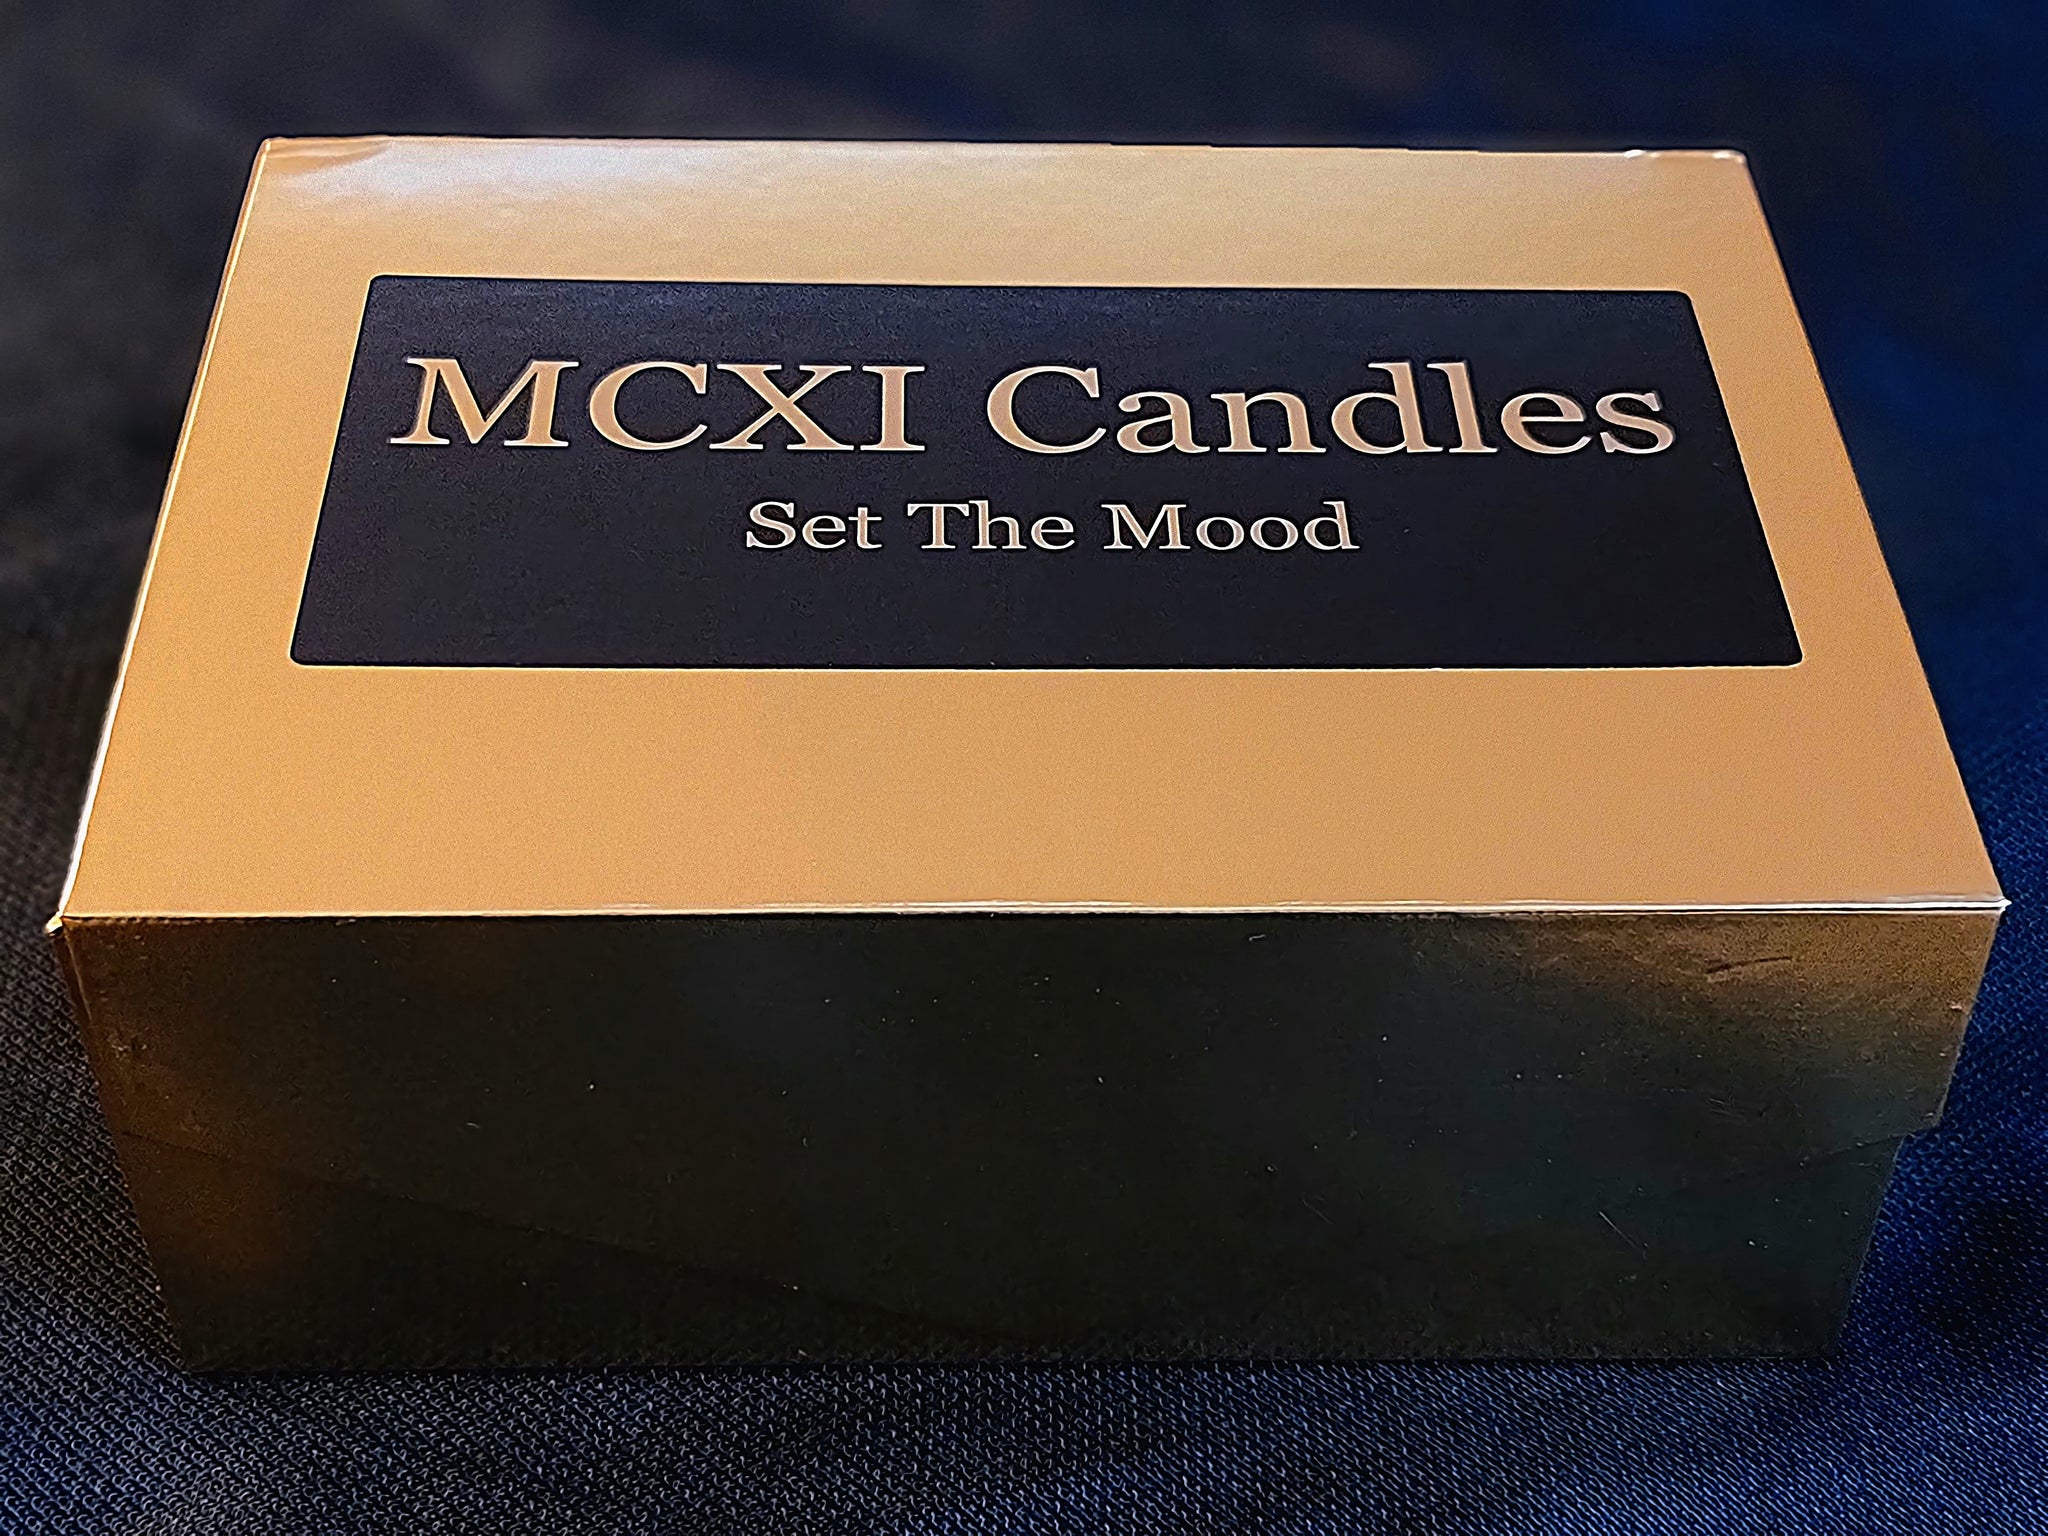 MCXI Candles
Set The Mood